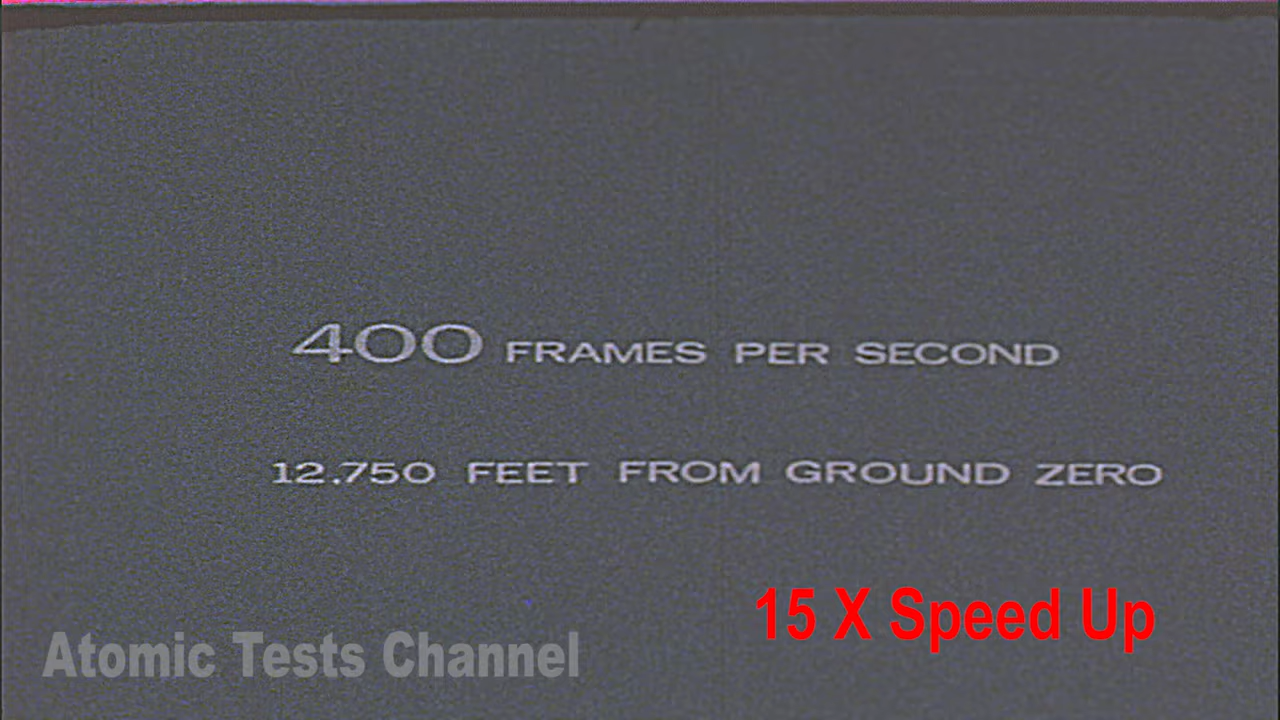 400 FRAMES PER SECOND
12.750 FEET FROM GROUND ZERO
15 X Speed Up
Atomic Tests Channel